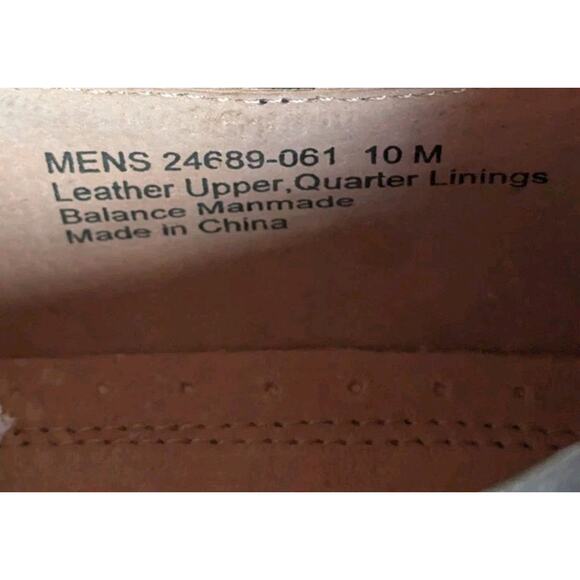 MENS 24689-061 10 M
Leather Upper,Quarter Linings
Balance Manmade
Made in China